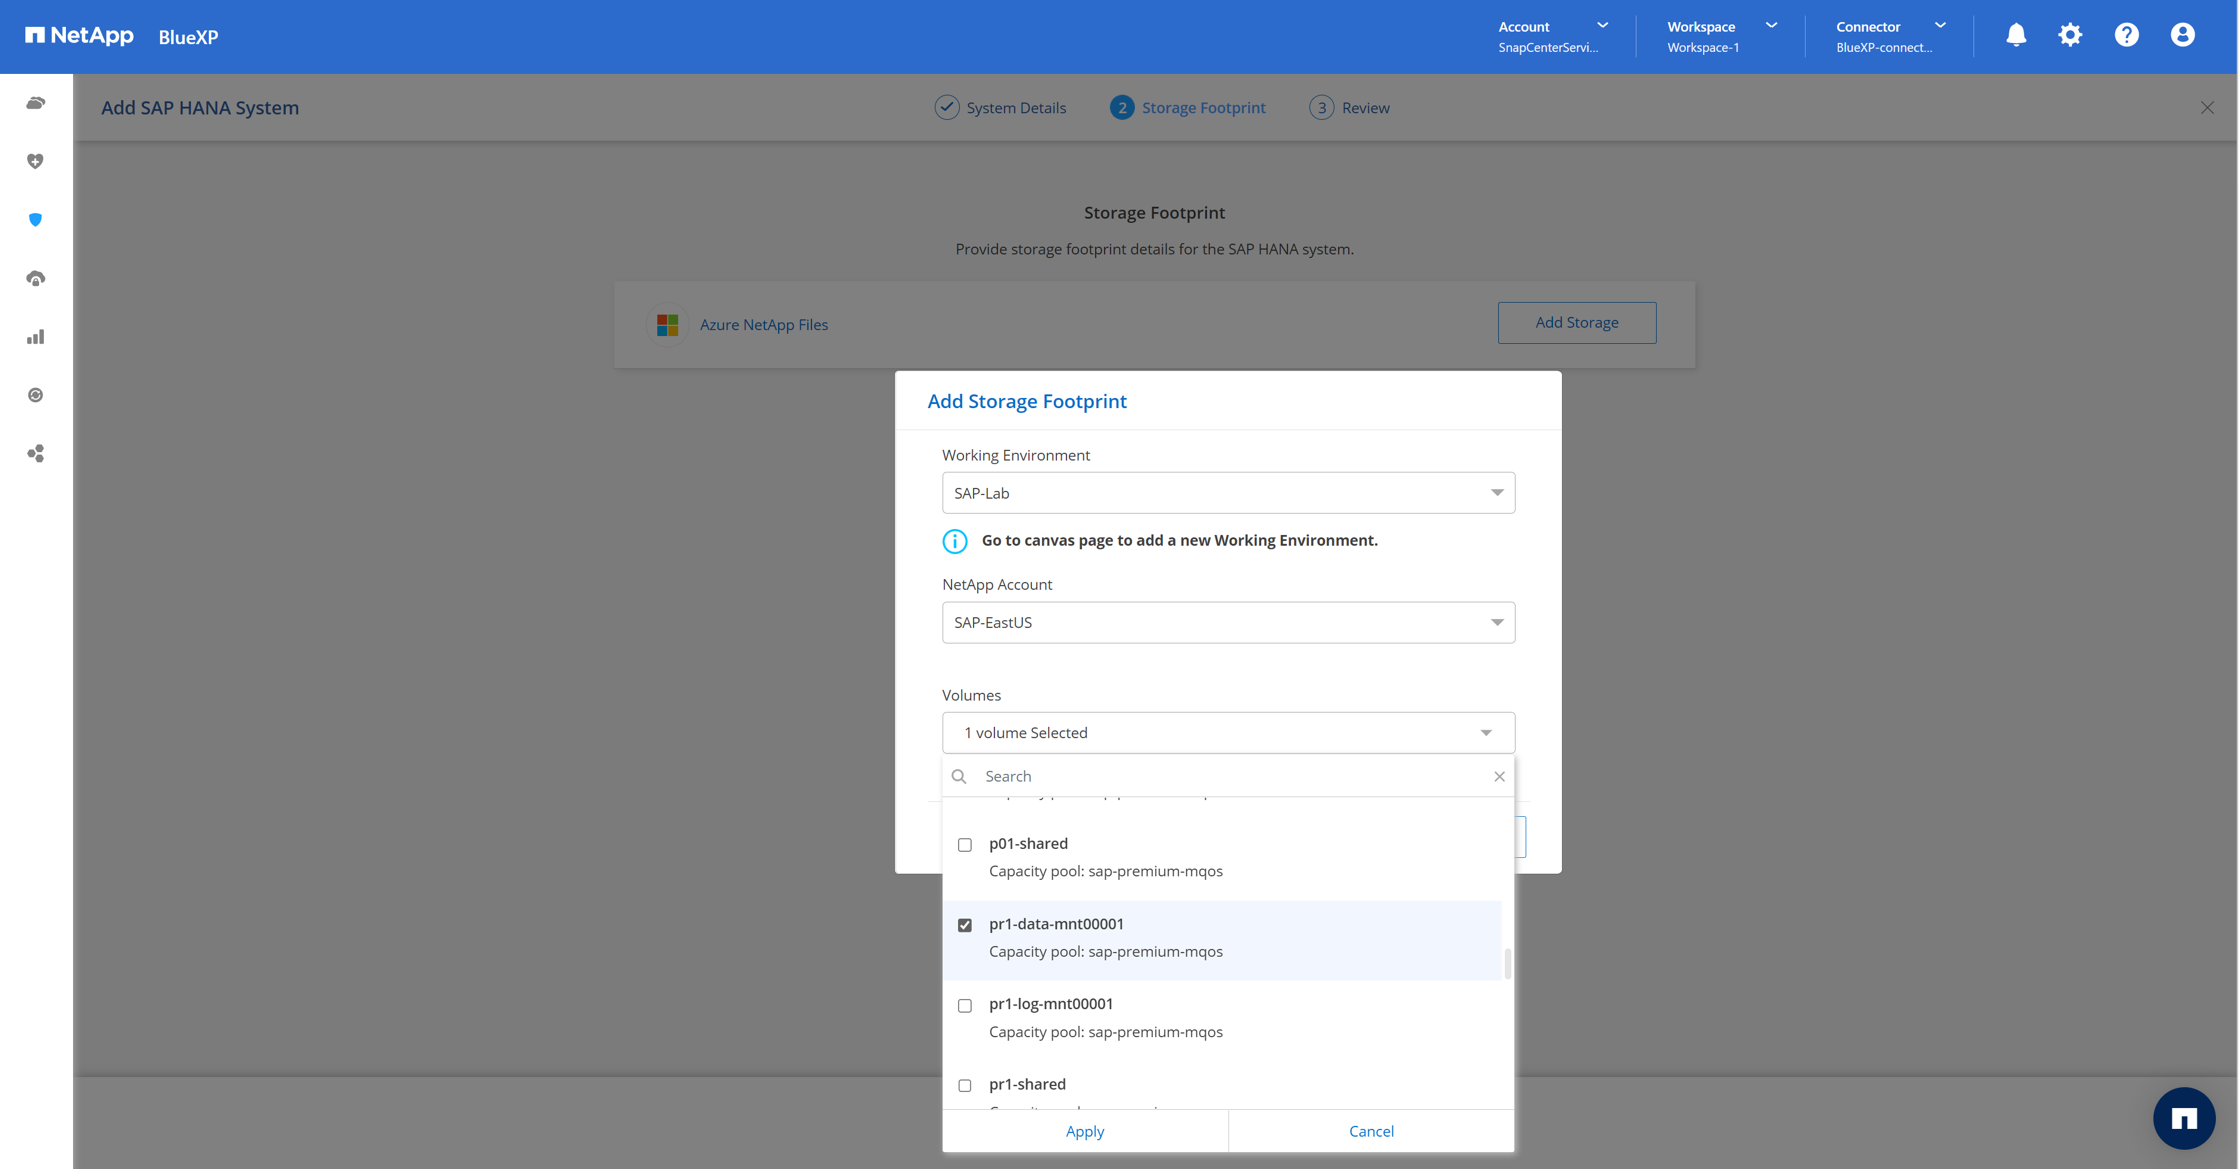 NetApp BlueXP
Account
SnapCenterServi...
Workspace
Workspace-1
Connector
BlueXP-connect...
?
Add SAP HANA System
System Details
2 Storage Footprint
3 Review
Storage Footprint
Provide storage footprint details for the SAP HANA system.
Azure NetApp Files
Add Storage
Add Storage Footprint
Working Environment
SAP-Lab
Go to canvas page to add a new Working Environment.
NetApp Account
SAP-EastUS
Volumes
1 volume Selected
Search
p01-shared
Capacity pool: sap-premium-mqos
pr1-data-mnt00001
Capacity pool: sap-premium-mqos
pr1-log-mnt00001
Capacity pool: sap-premium-mqos
pr1-shared
Apply
Cancel